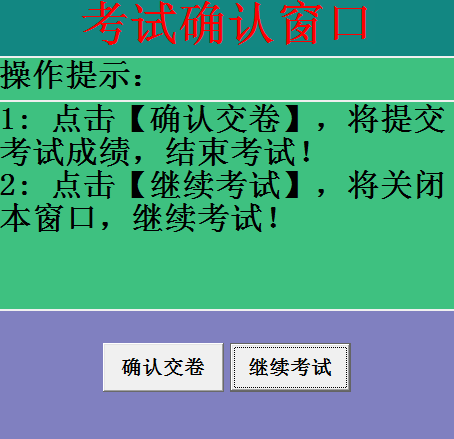 考试确认窗口
操作提示：
1: 点击【确认交卷】，将提交
考试成绩，结束考试！
2: 点击【继续考试】，将关闭
本窗口，继续考试！
确认交卷 继续考试